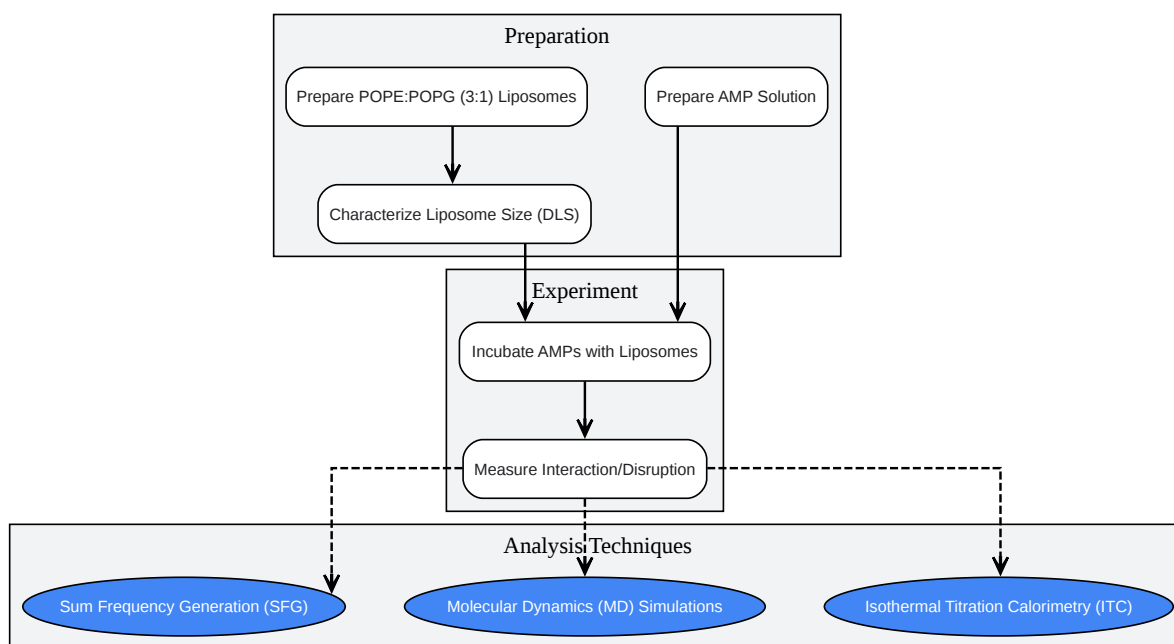 Preparation
Prepare POPE:POPG (3:1) Liposomes
Prepare AMP Solution
Characterize Liposome Size (DLS)
Experiment
Incubate AMPs with Liposomes
Measure Interaction/Disruption
Analysis Techniques
Sum Frequency Generation (SFG)
Molecular Dynamics (MD) Simulations
Isothermal Titration Calorimetry (ITC)